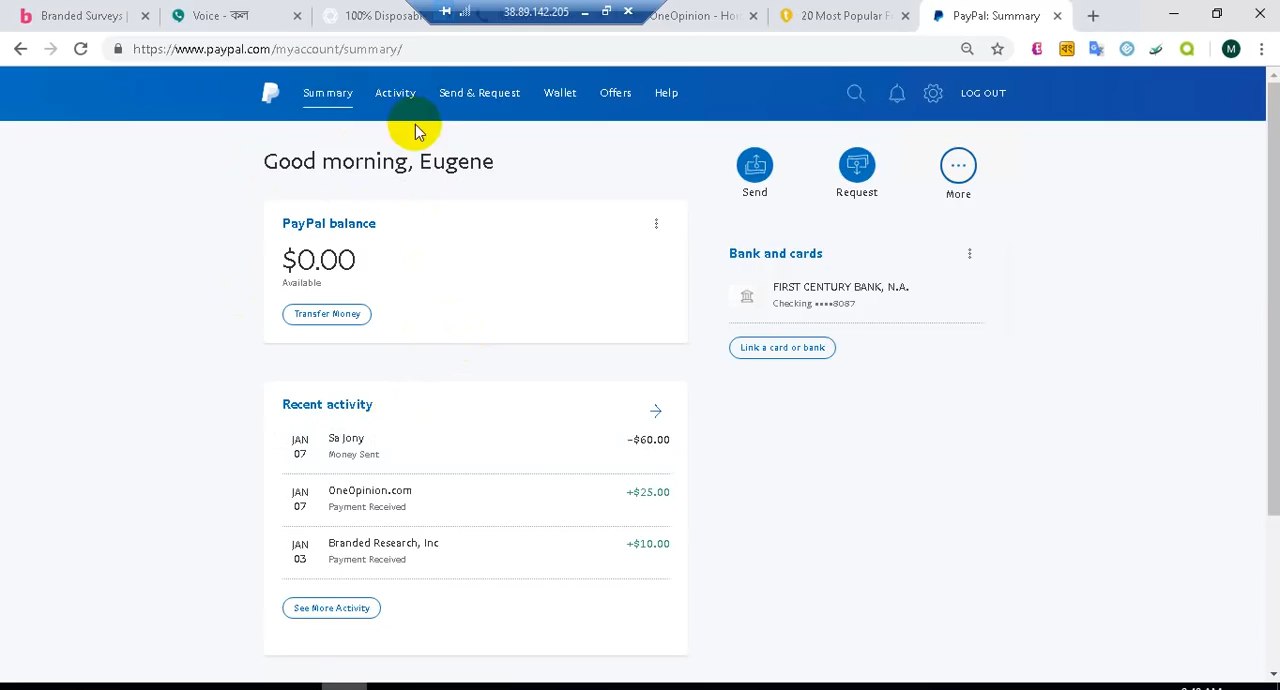 Branded Surveys |
Voice - কল
100% Disposab
38.89.142.205
OneOpinion - Ho
20 Most Popular F
PayPal: Summary
https://www.paypal.com/myaccount/summary/
M
Summary
Activity
Send & Request
Wallet
Offers
Help
LOG OUT
Good morning, Eugene
Send
Request
More
PayPal balance
$0.00
Available
Transfer Money
Bank and cards
FIRST CENTURY BANK, N.A.
Checking ••••8087
Link a card or bank
Recent activity
JAN 07
Sa Jony
-$60.00
Money Sent
JAN 07
OneOpinion.com
+$25.00
Payment Received
JAN 03
Branded Research, Inc
+$10.00
Payment Received
See More Activity